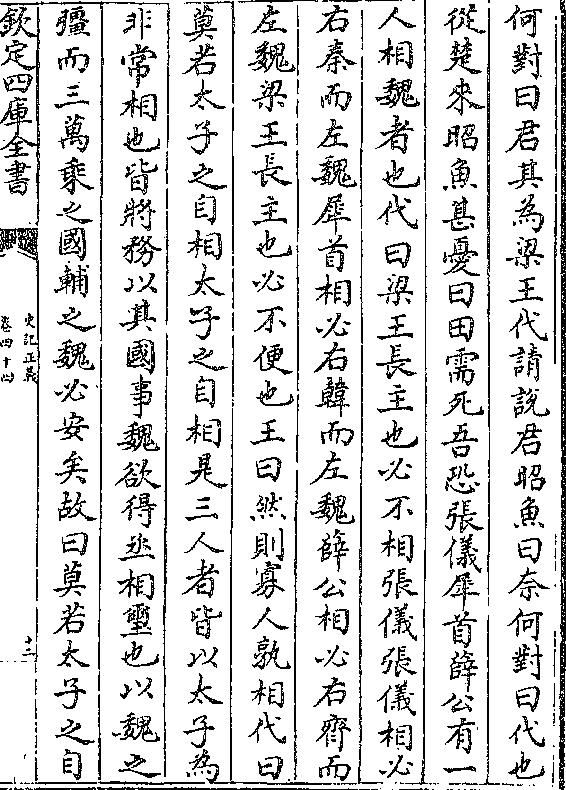 何對曰君其為梁王代請說君昭魚曰奈何對曰代也
從楚來昭魚甚憂曰田需死吾恐張儀犀首薛公有一
人相魏者也代曰梁王長主也必不相張儀張儀相必
右秦而左魏犀首相必右韓而左魏薛公相必右齊而
左魏梁王長主也必不便也王曰然則寡人孰相代曰
莫若太子之自相太子之自相是三人者皆以太子為
非常相也皆將務以其國事魏欲得丞相璽也以魏之
彊而三萬乘之國輔之魏必安矣故曰莫若太子之自
欽定四庫全書
史記正義
卷四十四
十二